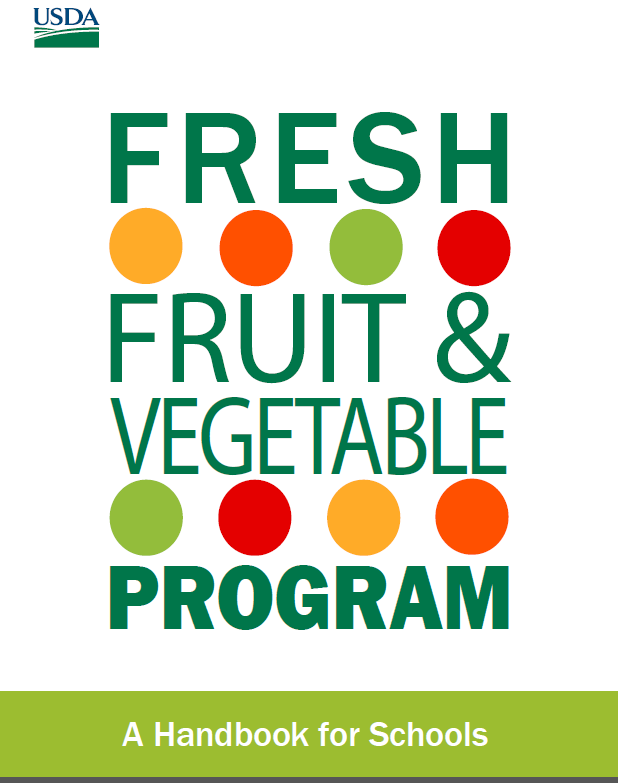 USDA
FRESH
FRUIT &
VEGETABLE
PROGRAM
A Handbook for Schools